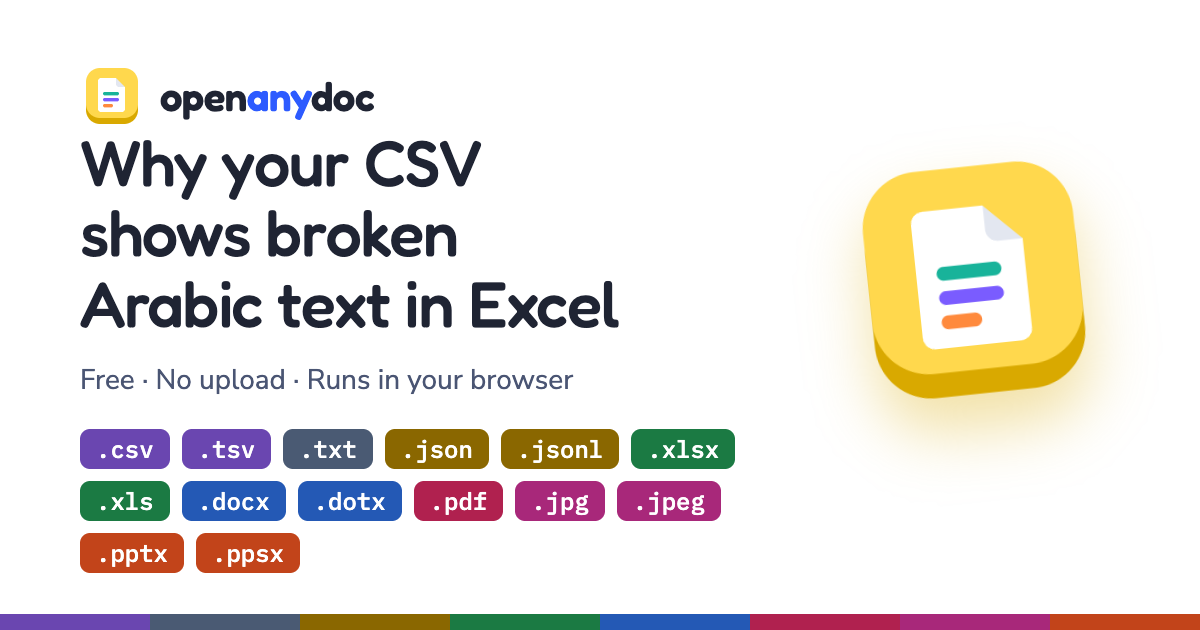 openanydoc
Why your CSV
shows broken
Arabic text in Excel
Free · No upload · Runs in your browser
.csv .tsv .txt .json .jsonl .xlsx
.xls .docx .dotx .pdf .jpg .jpeg
.pptx .ppsx